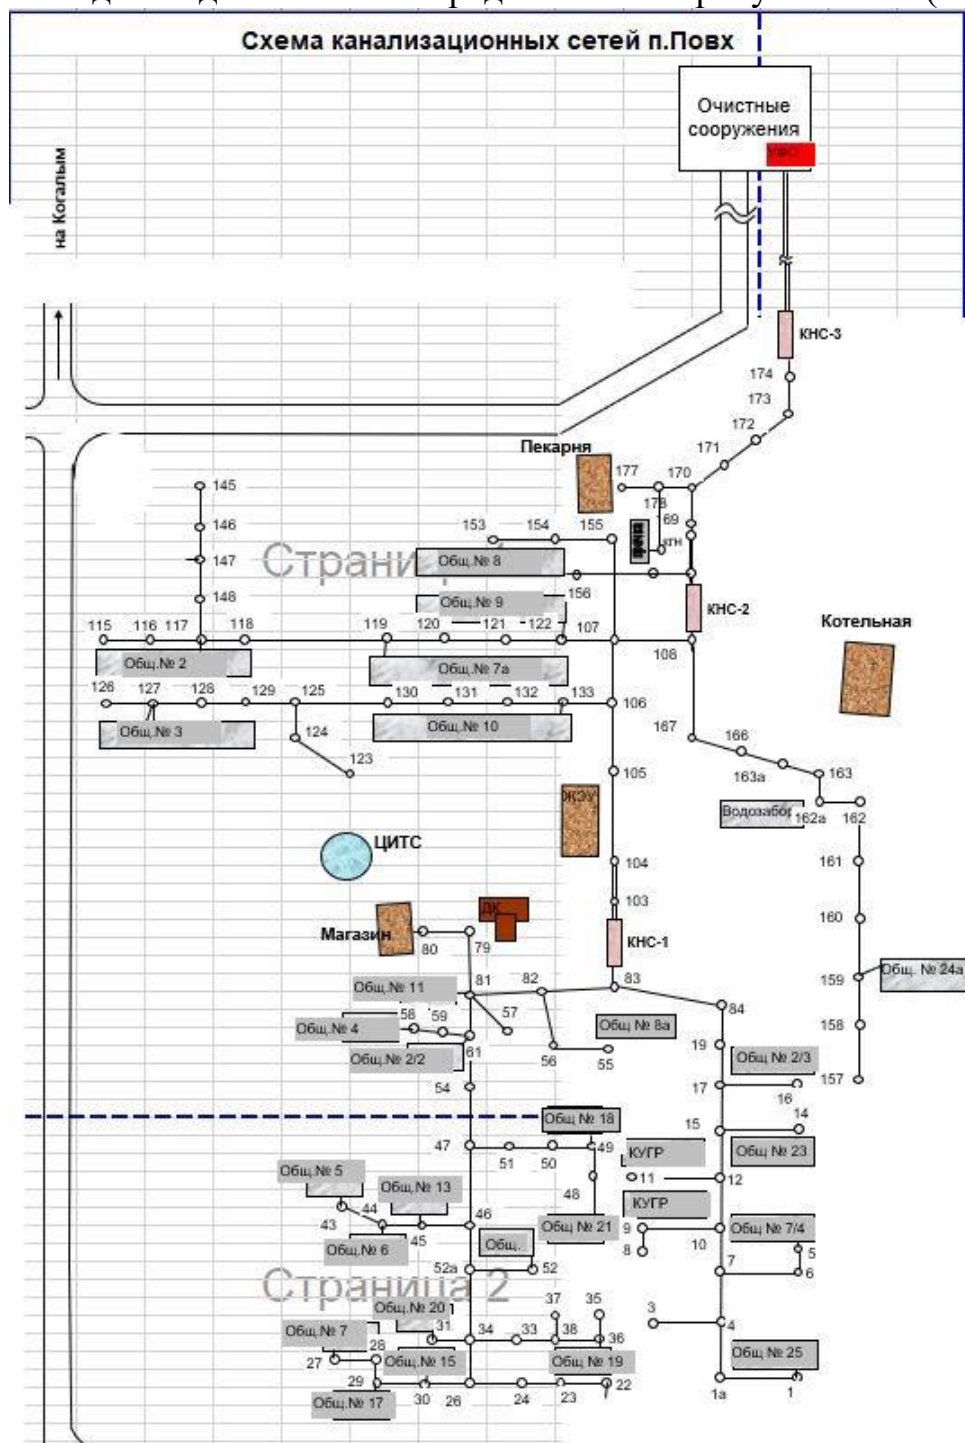 Схема канализационных сетей п.Повх
Очистные
сооружения
УФО
на Когалым
КНС-3
174
173
172
171
Пекарня
177
170
178
69
145
153
154
155
146
Страни
147
Общ.№ 8
кгн
148
Общ.№ 9
156
КНС-2
Котельная
115
116
117
118
119
120
121
122
107
108
Общ.№ 2
Общ.№ 7а
126
127
128
129
125
130
131
132
133
106
Общ.№ 3
124
Общ.№ 10
167
166
123
163а
163
105
ЖЭУ
Водозабор
162а
162
ЦИТС
104
161
103
ДК
160
Магазин
80
79
КНС-1
81
82
83
159
Общ. № 24а
Общ.№ 11
84
58
59
57
Общ.№ 4
Общ № 8а
158
61
19
Общ.№ 2/2
56
55
Общ № 2/3
54
17
16
157
Общ № 18
15
14
47
51
50
49
КУГР
Общ № 23
Общ.№ 5
11
12
44
Общ.№ 13
48
КУГР
43
46
Общ № 21
9
10
Общ № 7/4
Общ.№ 6
45
Общ.
8
7
5
52а
52
6
Страница 2
Общ.№ 20
37
35
3
Общ.№ 7
31
34
33
38
36
4
28
27
Общ.№ 15
Общ № 19
Общ № 25
29
30
26
24
23
22
1а
1
Общ.№ 17